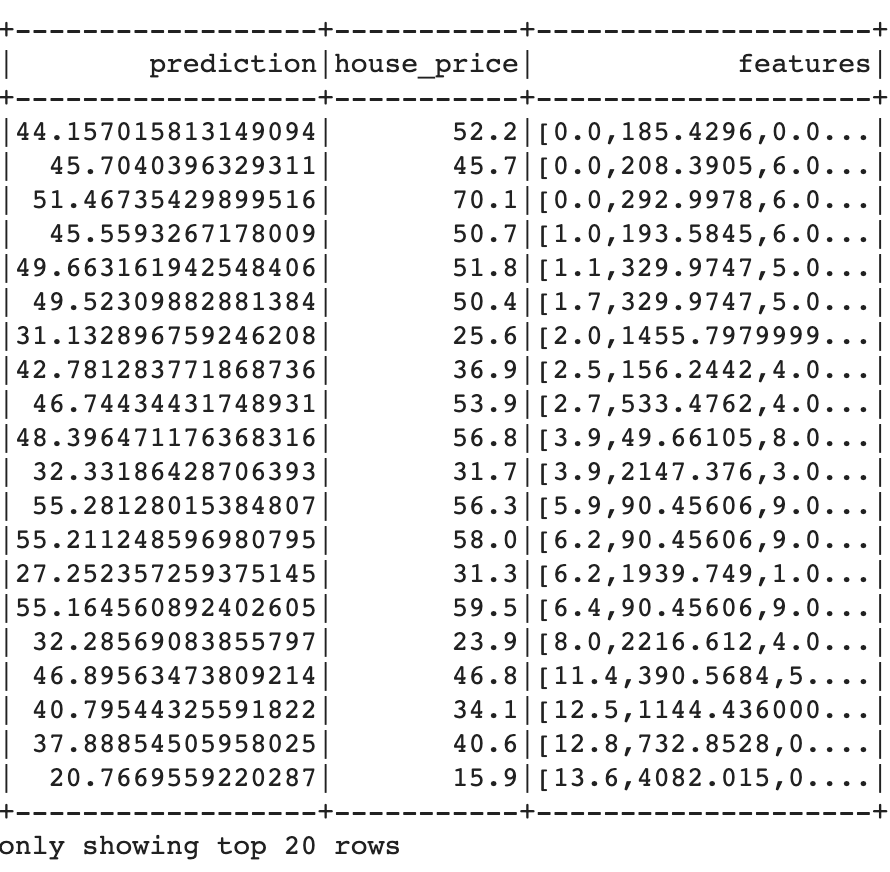 +------------------+-----------+--------------------+
|        prediction|house_price|            features|
+------------------+-----------+--------------------+
|44.157015813149094|       52.2|[0.0,185.4296,0.0...|
|  45.7040396329311|       45.7|[0.0,208.3905,6.0...|
| 51.46735429899516|       70.1|[0.0,292.9978,6.0...|
|  45.5593267178009|       50.7|[1.0,193.5845,6.0...|
|49.663161942548406|       51.8|[1.1,329.9747,5.0...|
| 49.52309882881384|       50.4|[1.7,329.9747,5.0...|
|31.132896759246208|       25.6|[2.0,1455.7979999...|
|42.781283771868736|       36.9|[2.5,156.2442,4.0...|
| 46.74434431748931|       53.9|[2.7,533.4762,4.0...|
|48.396471176368316|       56.8|[3.9,49.66105,8.0...|
| 32.33186428706393|       31.7|[3.9,2147.376,3.0...|
| 55.28128015384807|       56.3|[5.9,90.45606,9.0...|
|55.211248596980795|       58.0|[6.2,90.45606,9.0...|
|27.252357259375145|       31.3|[6.2,1939.749,1.0...|
|55.164560892402605|       59.5|[6.4,90.45606,9.0...|
| 32.28569083855797|       23.9|[8.0,2216.612,4.0...|
| 46.89563473809214|       46.8|[11.4,390.5684,5....|
| 40.79544325591822|       34.1|[12.5,1144.436000...|
| 37.88854505958025|       40.6|[12.8,732.8528,0....|
|  20.7669559220287|       15.9|[13.6,4082.015,0....|
+------------------+-----------+--------------------+
only showing top 20 rows